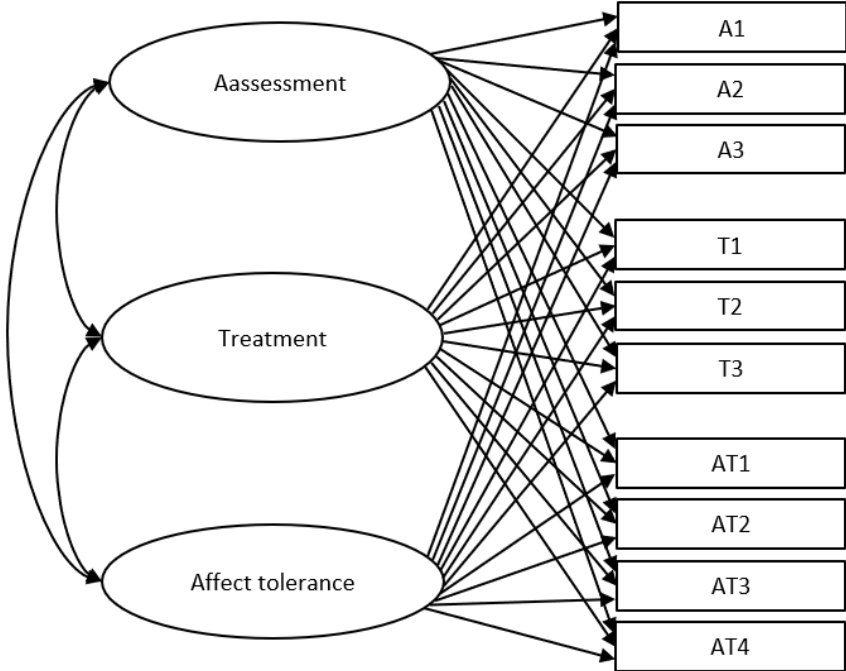 Aassessment
Treatment
Affect tolerance
A1
A2
A3
T1
T2
T3
AT1
AT2
AT3
AT4